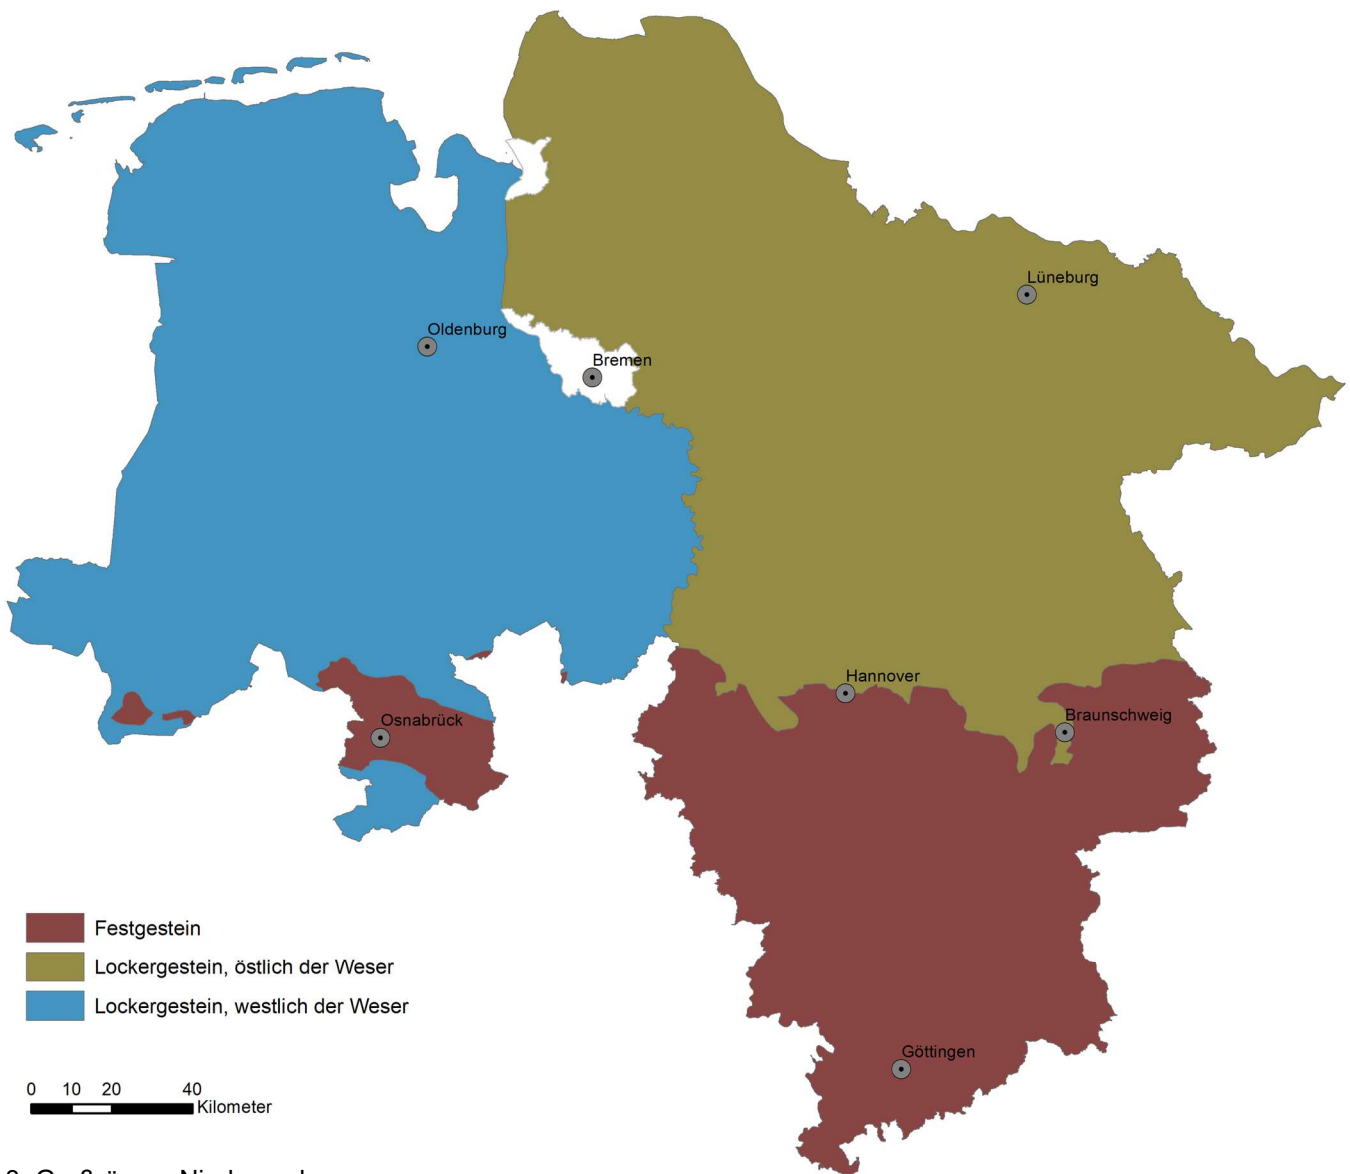 Lüneburg
Oldenburg
Bremen
Hannover
Osnabrück
Braunschweig
Festgestein
Lockergestein, östlich der Weser
Lockergestein, westlich der Weser
Göttingen
0 10 20 40
Kilometer